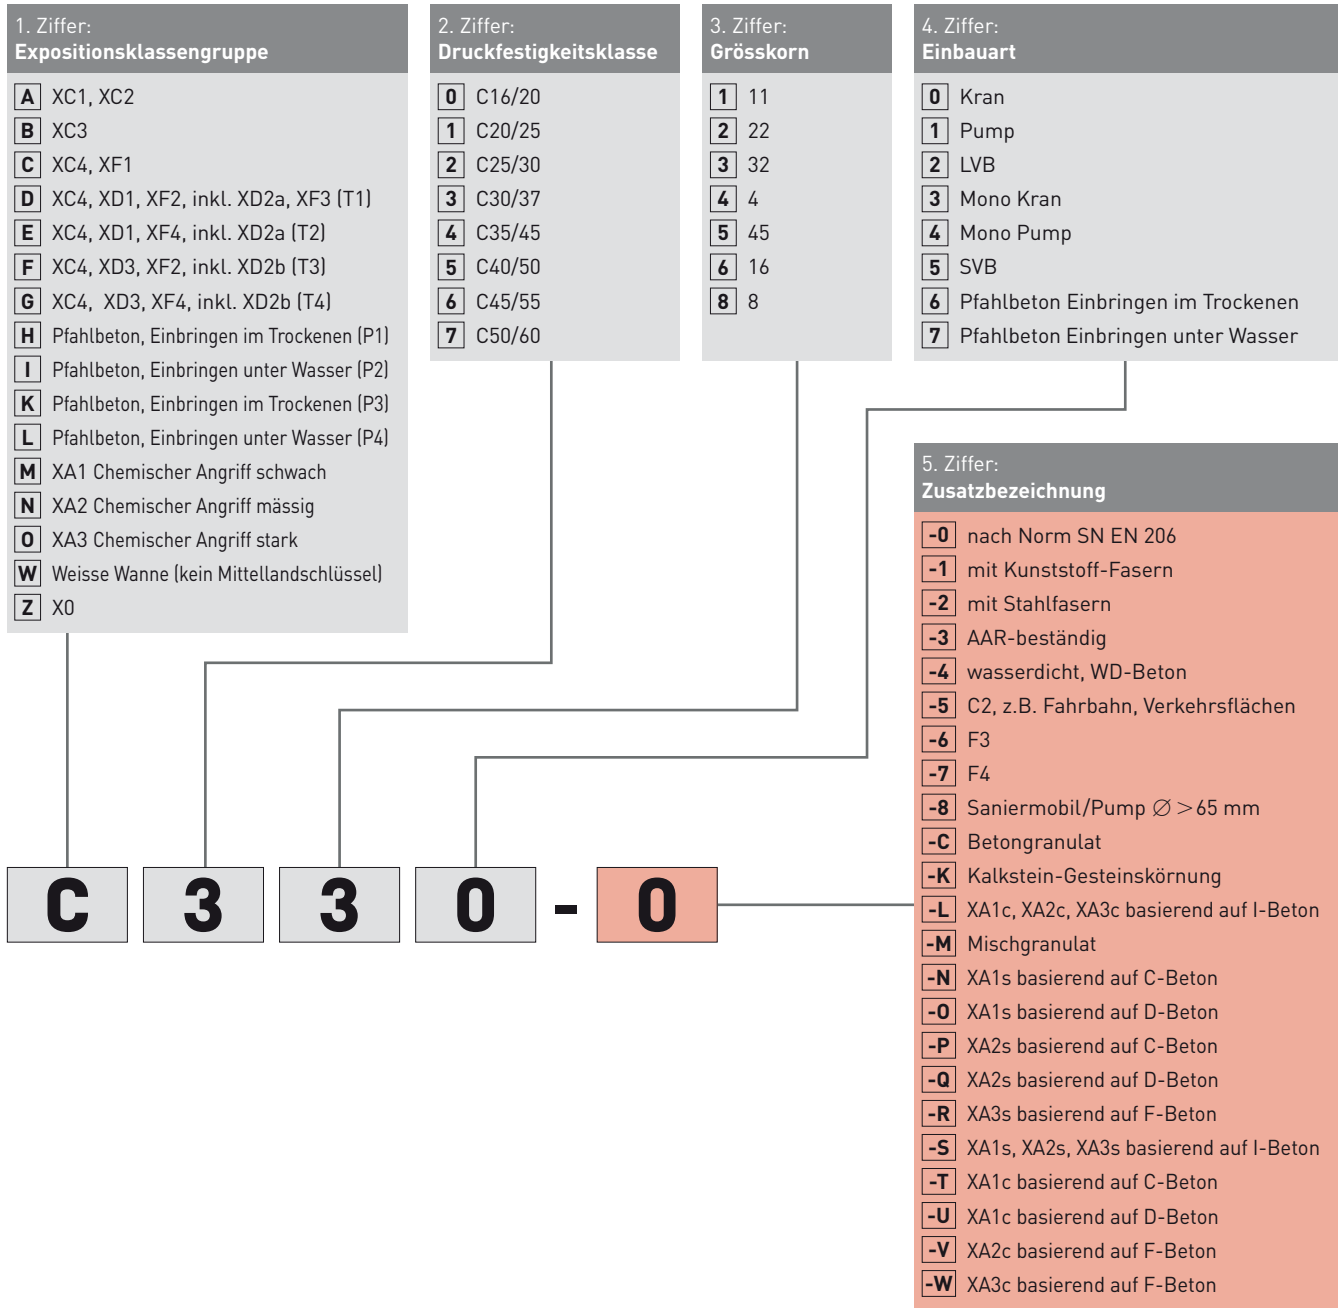 1. Ziffer:
Expositionsklassengruppe
A XC1, XC2
B XC3
C XC4, XF1
D XC4, XD1, XF2, inkl. XD2a, XF3 (T1)
E XC4, XD1, XF4, inkl. XD2a (T2)
F XC4, XD3, XF2, inkl. XD2b (T3)
G XC4, XD3, XF4, inkl. XD2b (T4)
H Pfahlbeton, Einbringen im Trockenen (P1)
I Pfahlbeton, Einbringen unter Wasser (P2)
K Pfahlbeton, Einbringen im Trockenen (P3)
L Pfahlbeton, Einbringen unter Wasser (P4)
M XA1 Chemischer Angriff schwach
N XA2 Chemischer Angriff mässig
O XA3 Chemischer Angriff stark
W Weisse Wanne (kein Mittellandschlüssel)
Z X0
2. Ziffer:
Druckfestigkeitsklasse
0 C16/20
1 C20/25
2 C25/30
3 C30/37
4 C35/45
5 C40/50
6 C45/55
7 C50/60
3. Ziffer:
Grösskorn
1 11
2 22
3 32
4 4
5 45
6 16
8 8
4. Ziffer:
Einbauart
0 Kran
1 Pump
2 LVB
3 Mono Kran
4 Mono Pump
5 SVB
6 Pfahlbeton Einbringen im Trockenen
7 Pfahlbeton Einbringen unter Wasser
5. Ziffer:
Zusatzbezeichnung
-0 nach Norm SN EN 206
-1 mit Kunststoff-Fasern
-2 mit Stahlfasern
-3 AAR-beständig
-4 wasserdicht, WD-Beton
-5 C2, z.B. Fahrbahn, Verkehrsflächen
-6 F3
-7 F4
-8 Saniermobil/Pump ∅ >65 mm
-C Betongranulat
-K Kalkstein-Gesteinskörnung
-L XA1c, XA2c, XA3c basierend auf I-Beton
-M Mischgranulat
-N XA1s basierend auf C-Beton
-O XA1s basierend auf D-Beton
-P XA2s basierend auf C-Beton
-Q XA2s basierend auf D-Beton
-R XA3s basierend auf F-Beton
-S XA1s, XA2s, XA3s basierend auf I-Beton
-T XA1c basierend auf C-Beton
-U XA1c basierend auf D-Beton
-V XA2c basierend auf F-Beton
-W XA3c basierend auf F-Beton
C 3 3 0 - 0